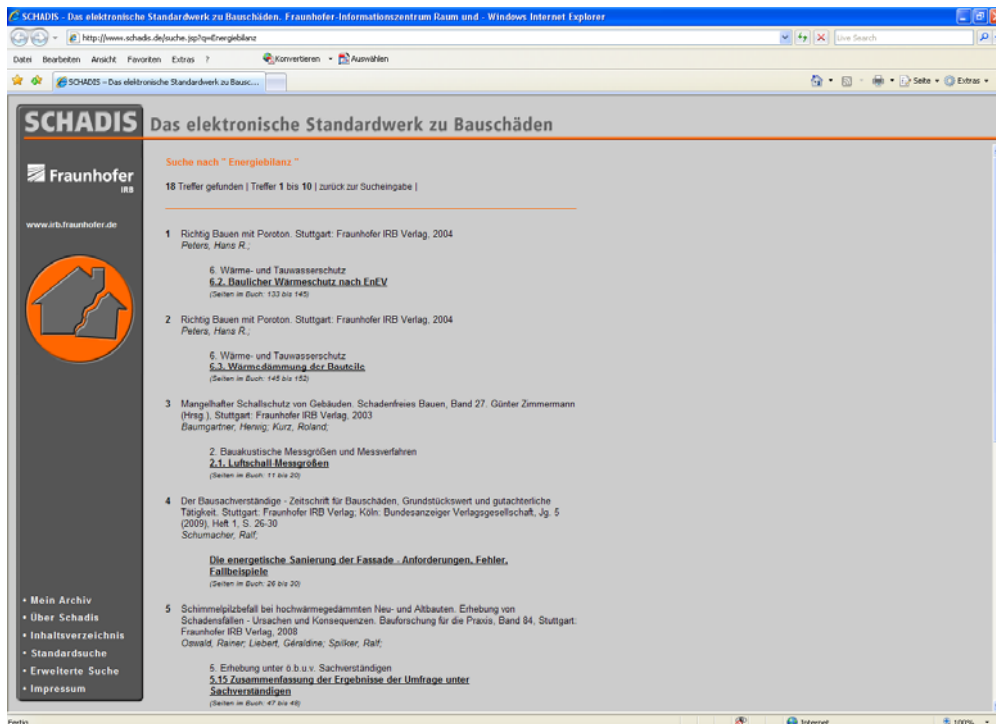 SCHADIS - Das elektronische Standardwerk zu Bauschäden. Fraunhofer-Informationszentrum Raum und - Windows Internet Explorer
http://www.schadis.de/suche.jsp?q=Energiebilanz
Live Search
Datei Bearbeiten Ansicht Favoriten Extras ? Konvertieren Auswählen
SCHADIS – Das elektronische Standardwerk zu Bausc...
Seite Extras
SCHADIS Das elektronische Standardwerk zu Bauschäden
Fraunhofer
IRB
www.irb.fraunhofer.de
Suche nach " Energiebilanz "
18 Treffer gefunden | Treffer 1 bis 10 | zurück zur Sucheingabe |
1 Richtig Bauen mit Poroton. Stuttgart: Fraunhofer IRB Verlag, 2004
Peters, Hans R.;
6. Wärme- und Tauwasserschutz
6.2. Baulicher Wärmeschutz nach EnEV
(Seiten im Buch: 133 bis 145)
2 Richtig Bauen mit Poroton. Stuttgart: Fraunhofer IRB Verlag, 2004
Peters, Hans R.;
6. Wärme- und Tauwasserschutz
6.3. Wärmedämmung der Bauteile
(Seiten im Buch: 145 bis 152)
3 Mangelhafter Schallschutz von Gebäuden. Schadenfreies Bauen, Band 27. Günter Zimmermann
(Hrsg.), Stuttgart: Fraunhofer IRB Verlag, 2003
Baumgartner, Herwig; Kurz, Roland;
2. Bauakustische Messgrößen und Messverfahren
2.1. Luftschall-Messgrößen
(Seiten im Buch: 11 bis 20)
4 Der Bausachverständige - Zeitschrift für Bauschäden, Grundstückswert und gutachterliche
Tätigkeit. Stuttgart: Fraunhofer IRB Verlag; Köln: Bundesanzeiger Verlagsgesellschaft, Jg. 5
(2009), Heft 1, S. 26-30
Schumacher, Ralf;
Die energetische Sanierung der Fassade - Anforderungen, Fehler,
Fallbeispiele
(Seiten im Buch: 26 bis 30)
5 Schimmelpilzbefall bei hochwärmegedämmten Neu- und Altbauten. Erhebung von
Schadensfällen - Ursachen und Konsequenzen. Bauforschung für die Praxis, Band 84, Stuttgart:
Fraunhofer IRB Verlag, 2008
Oswald, Rainer; Liebert, Géraldine; Spilker, Ralf;
5. Erhebung unter ö.b.u.v. Sachverständigen
5.15 Zusammenfassung der Ergebnisse der Umfrage unter
Sachverständigen
(Seiten im Buch: 47 bis 48)
• Mein Archiv
• Über Schadis
• Inhaltsverzeichnis
• Standardsuche
• Erweiterte Suche
• Impressum
Fertig Internet 100%